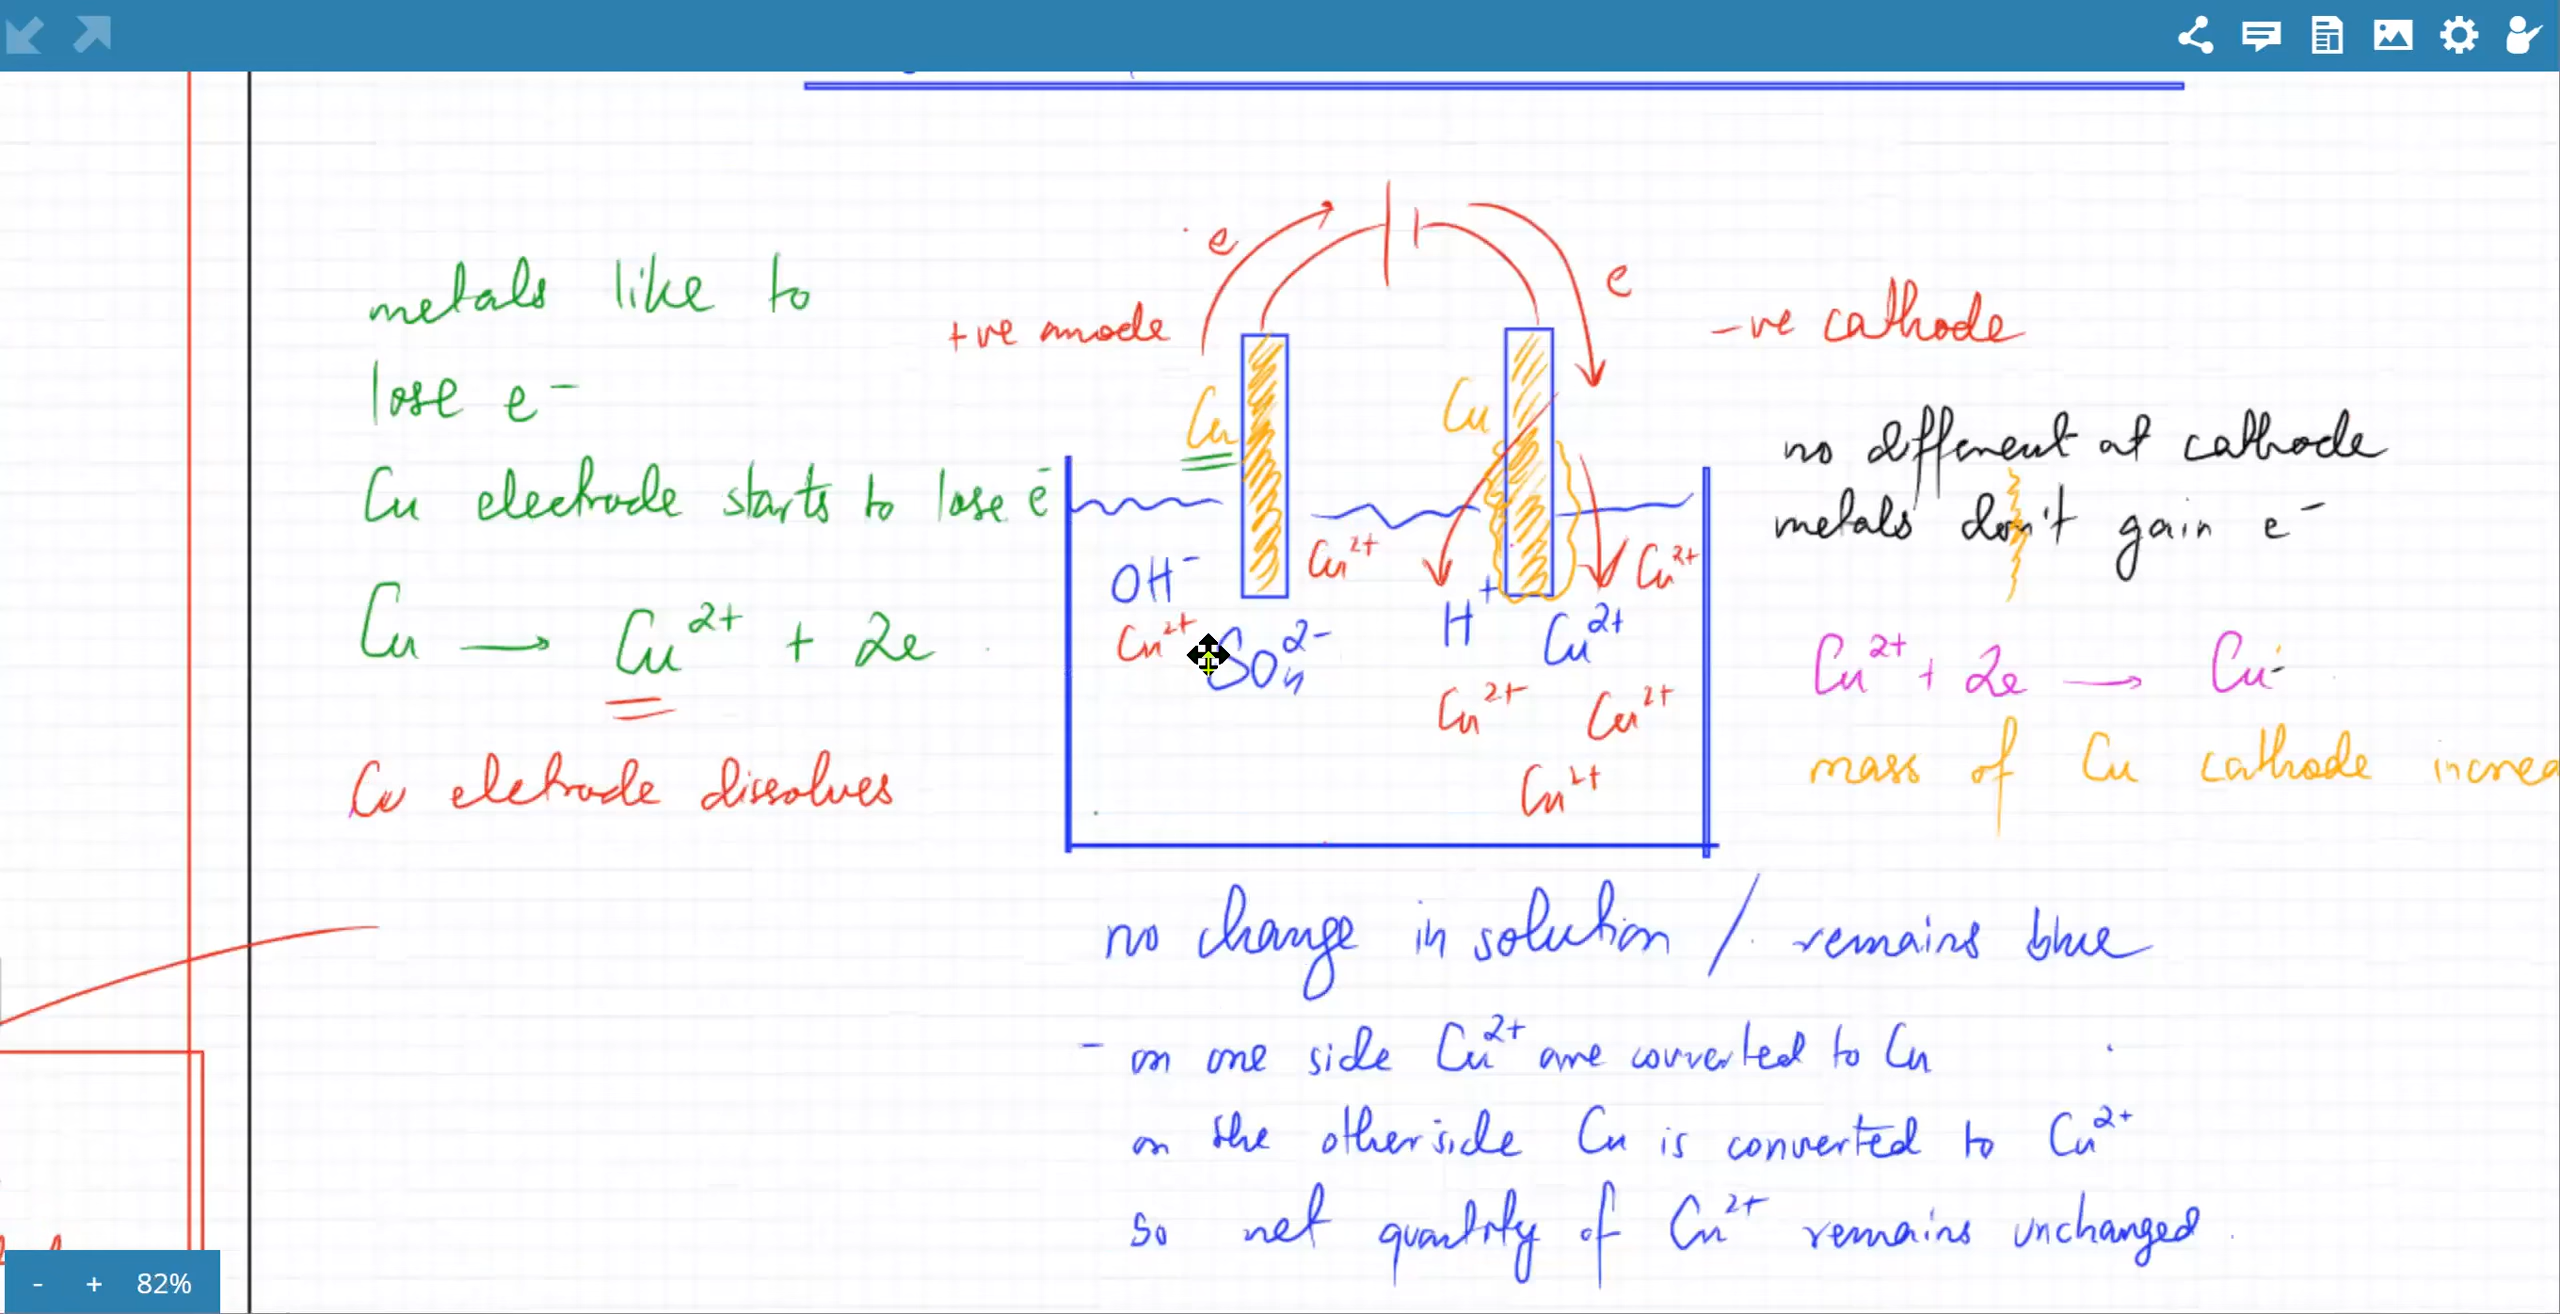 metals like to
lose e⁻
Cu electrode starts to lose e⁻
Cu → Cu²⁺ + 2e
Cu eletrode dissolves
e
e
+ve anode
-ve cathode
Cu
Cu
OH⁻
Cu²⁺
Cu²⁺
SO₄²⁻
H⁺
Cu²⁺
Cu²⁺
Cu²⁺
Cu²⁺
Cu²⁺
no different at cathode
metals don't gain e⁻
Cu²⁺ + 2e → Cu
mass of Cu cathode increa
no change in solution / remains blue
- on one side Cu²⁺ are converted to Cu
on the other side Cu is converted to Cu²⁺
so net quantity of Cu²⁺ remains unchanged
- + 82%